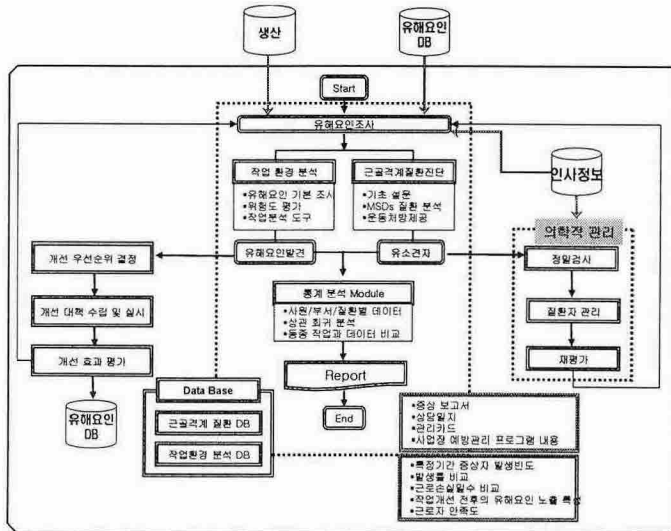 생산
유해요인
DB
Start
유해요인조사
인사정보
작업 환경 분석
•유해요인 기본 조사
•위험도 평가
•작업분석 도구
근골격계질환진단
•기초 설문
•MSDs 질환 분석
•운동처방제공
의학적 관리
유해요인발견
유소견자
정밀검사
질환자 관리
재평가
개선 우선순위 결정
개선 대책 수립 및 실시
개선 효과 평가
유해요인
DB
통계 분석 Module
•사원/부서/질환별 데이터
•상관 회귀 분석
•동종 작업과 데이터 비교
Report
End
Data Base
근골격계 질환 DB
작업환경 분석 DB
•증상 보고서
•상담일지
•관리카드
•사업장 예방관리 프로그램 내용
•특정기간 증상자 발생빈도
•발생률 비교
•근로손실일수 비교
•작업개선 전후의 유해요인 노출 특성
•근로자 만족도